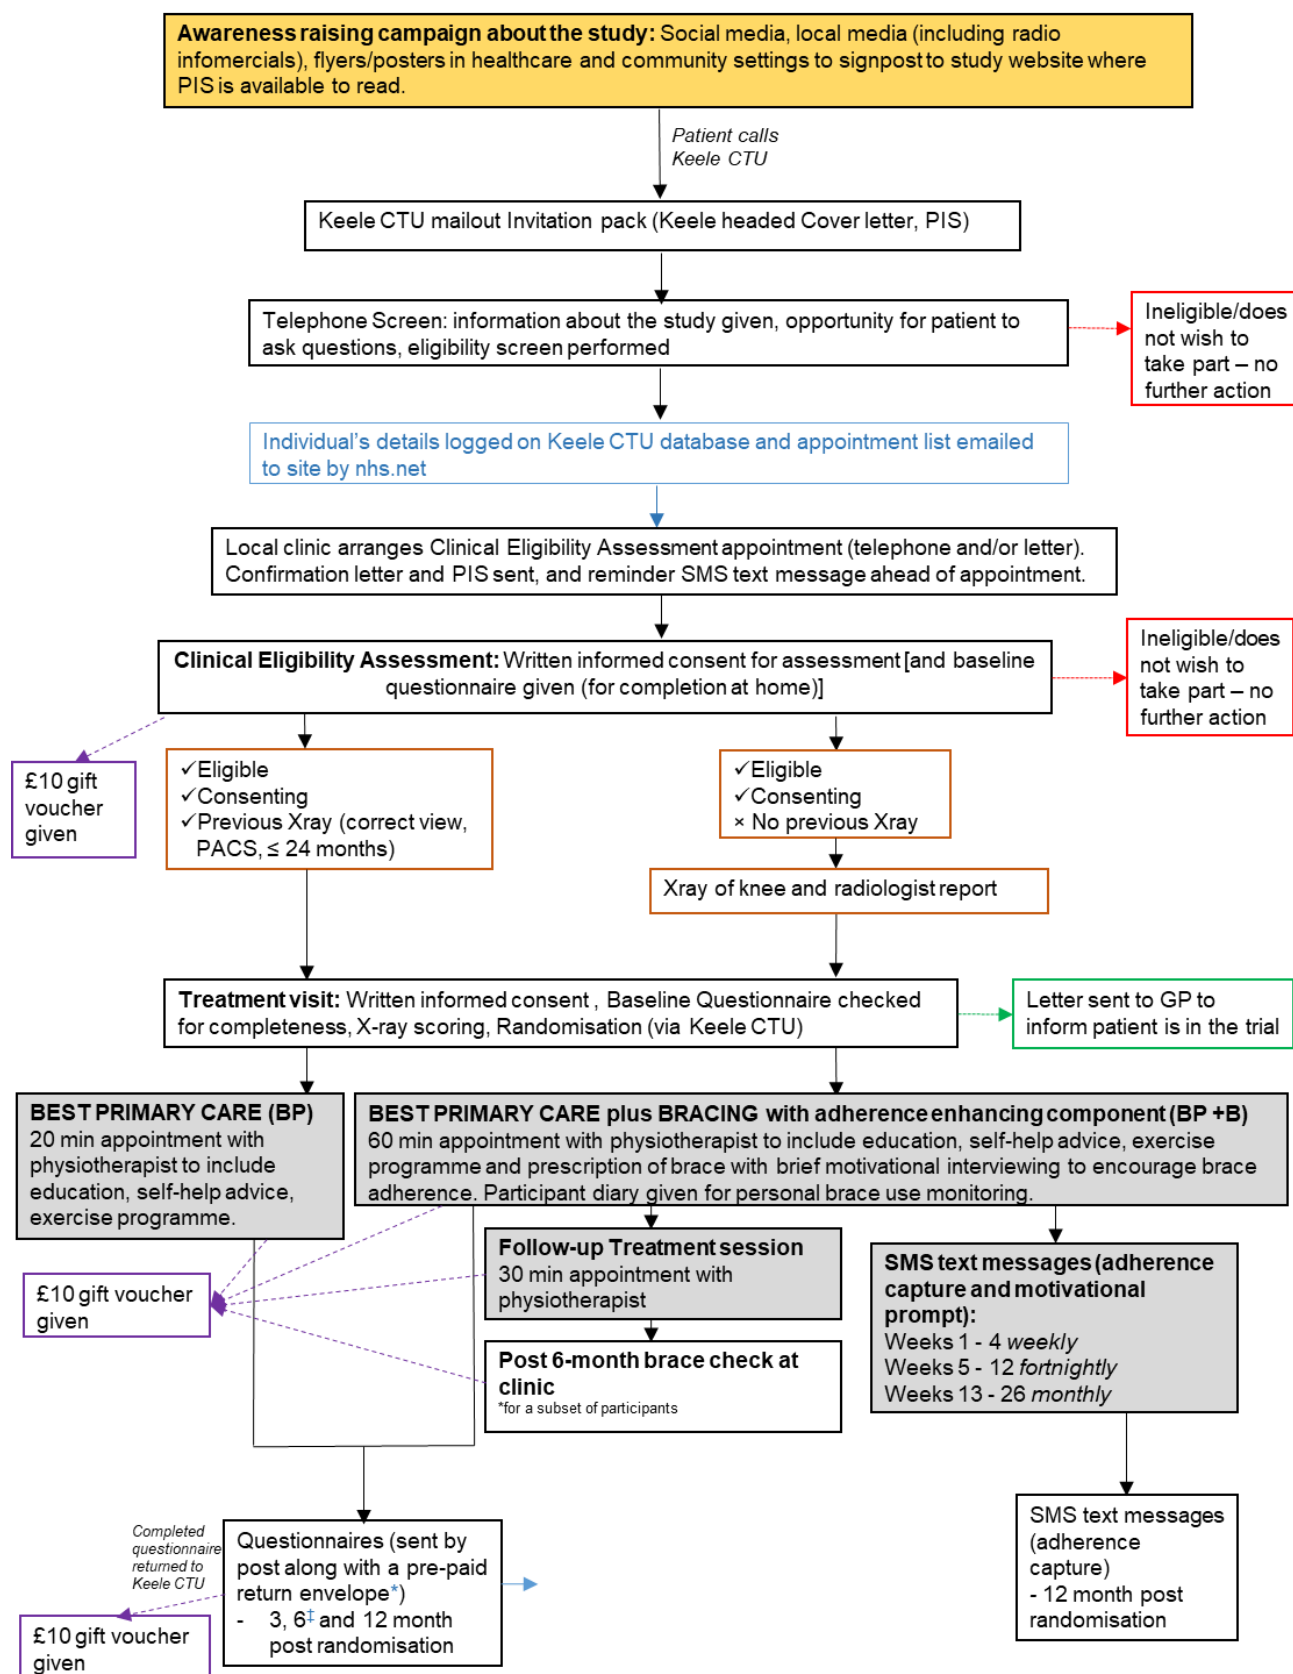 Awareness raising campaign about the study: Social media, local media (including radio
infomercials), flyers/posters in healthcare and community settings to signpost to study website where
PIS is available to read.
Patient calls
Keele CTU
Keele CTU mailout Invitation pack (Keele headed Cover letter, PIS)
Telephone Screen: information about the study given, opportunity for patient to
ask questions, eligibility screen performed
Ineligible/does
not wish to
take part – no
further action
Individual's details logged on Keele CTU database and appointment list emailed
to site by nhs.net
Local clinic arranges Clinical Eligibility Assessment appointment (telephone and/or letter).
Confirmation letter and PIS sent, and reminder SMS text message ahead of appointment.
Clinical Eligibility Assessment: Written informed consent for assessment [and baseline
questionnaire given (for completion at home)]
Ineligible/does
not wish to
take part – no
further action
£10 gift
voucher
given
✓Eligible
✓Consenting
✓Previous Xray (correct view,
PACS, ≤ 24 months)
✓Eligible
✓Consenting
× No previous Xray
Xray of knee and radiologist report
Treatment visit: Written informed consent , Baseline Questionnaire checked
for completeness, X-ray scoring, Randomisation (via Keele CTU)
Letter sent to GP to
inform patient is in the trial
BEST PRIMARY CARE (BP)
20 min appointment with
physiotherapist to include
education, self-help advice,
exercise programme.
BEST PRIMARY CARE plus BRACING with adherence enhancing component (BP +B)
60 min appointment with physiotherapist to include education, self-help advice, exercise
programme and prescription of brace with brief motivational interviewing to encourage brace
adherence. Participant diary given for personal brace use monitoring.
£10 gift voucher
given
Follow-up Treatment session
30 min appointment with
physiotherapist
Post 6-month brace check at
clinic
*for a subset of participants
SMS text messages (adherence
capture and motivational
prompt):
Weeks 1 - 4 weekly
Weeks 5 - 12 fortnightly
Weeks 13 - 26 monthly
Completed
questionnaire
returned to
Keele CTU
Questionnaires (sent by
post along with a pre-paid
return envelope*)
- 3, 6‡ and 12 month
post randomisation
SMS text messages
(adherence
capture)
- 12 month post
randomisation
£10 gift voucher
given